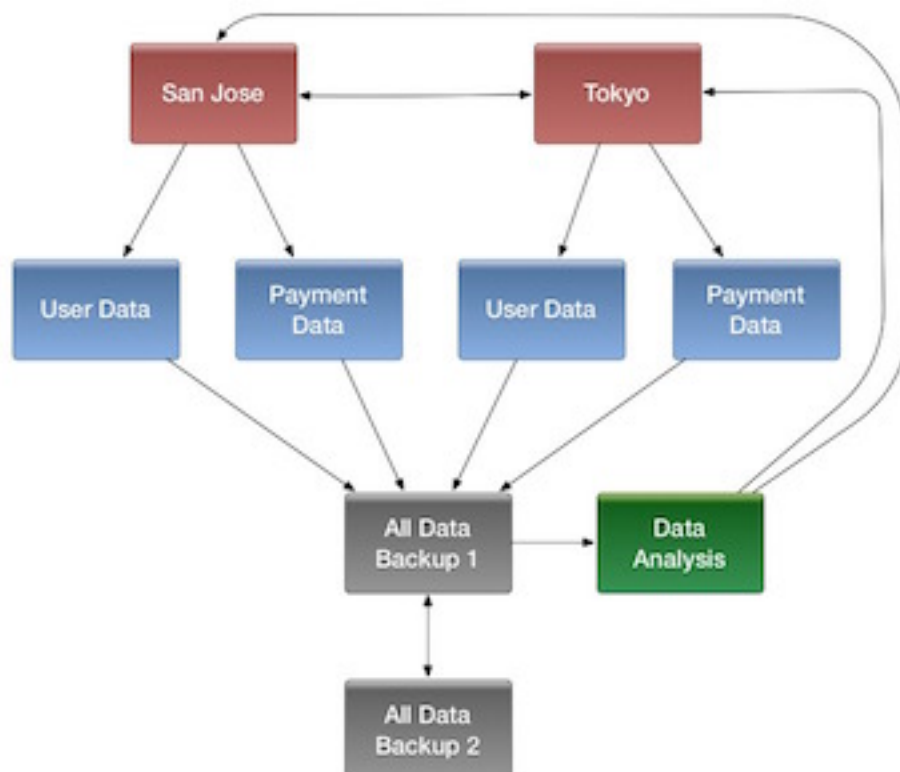 San Jose
Tokyo
User Data
Payment
Data
User Data
Payment
Data
All Data
Backup 1
Data
Analysis
All Data
Backup 2